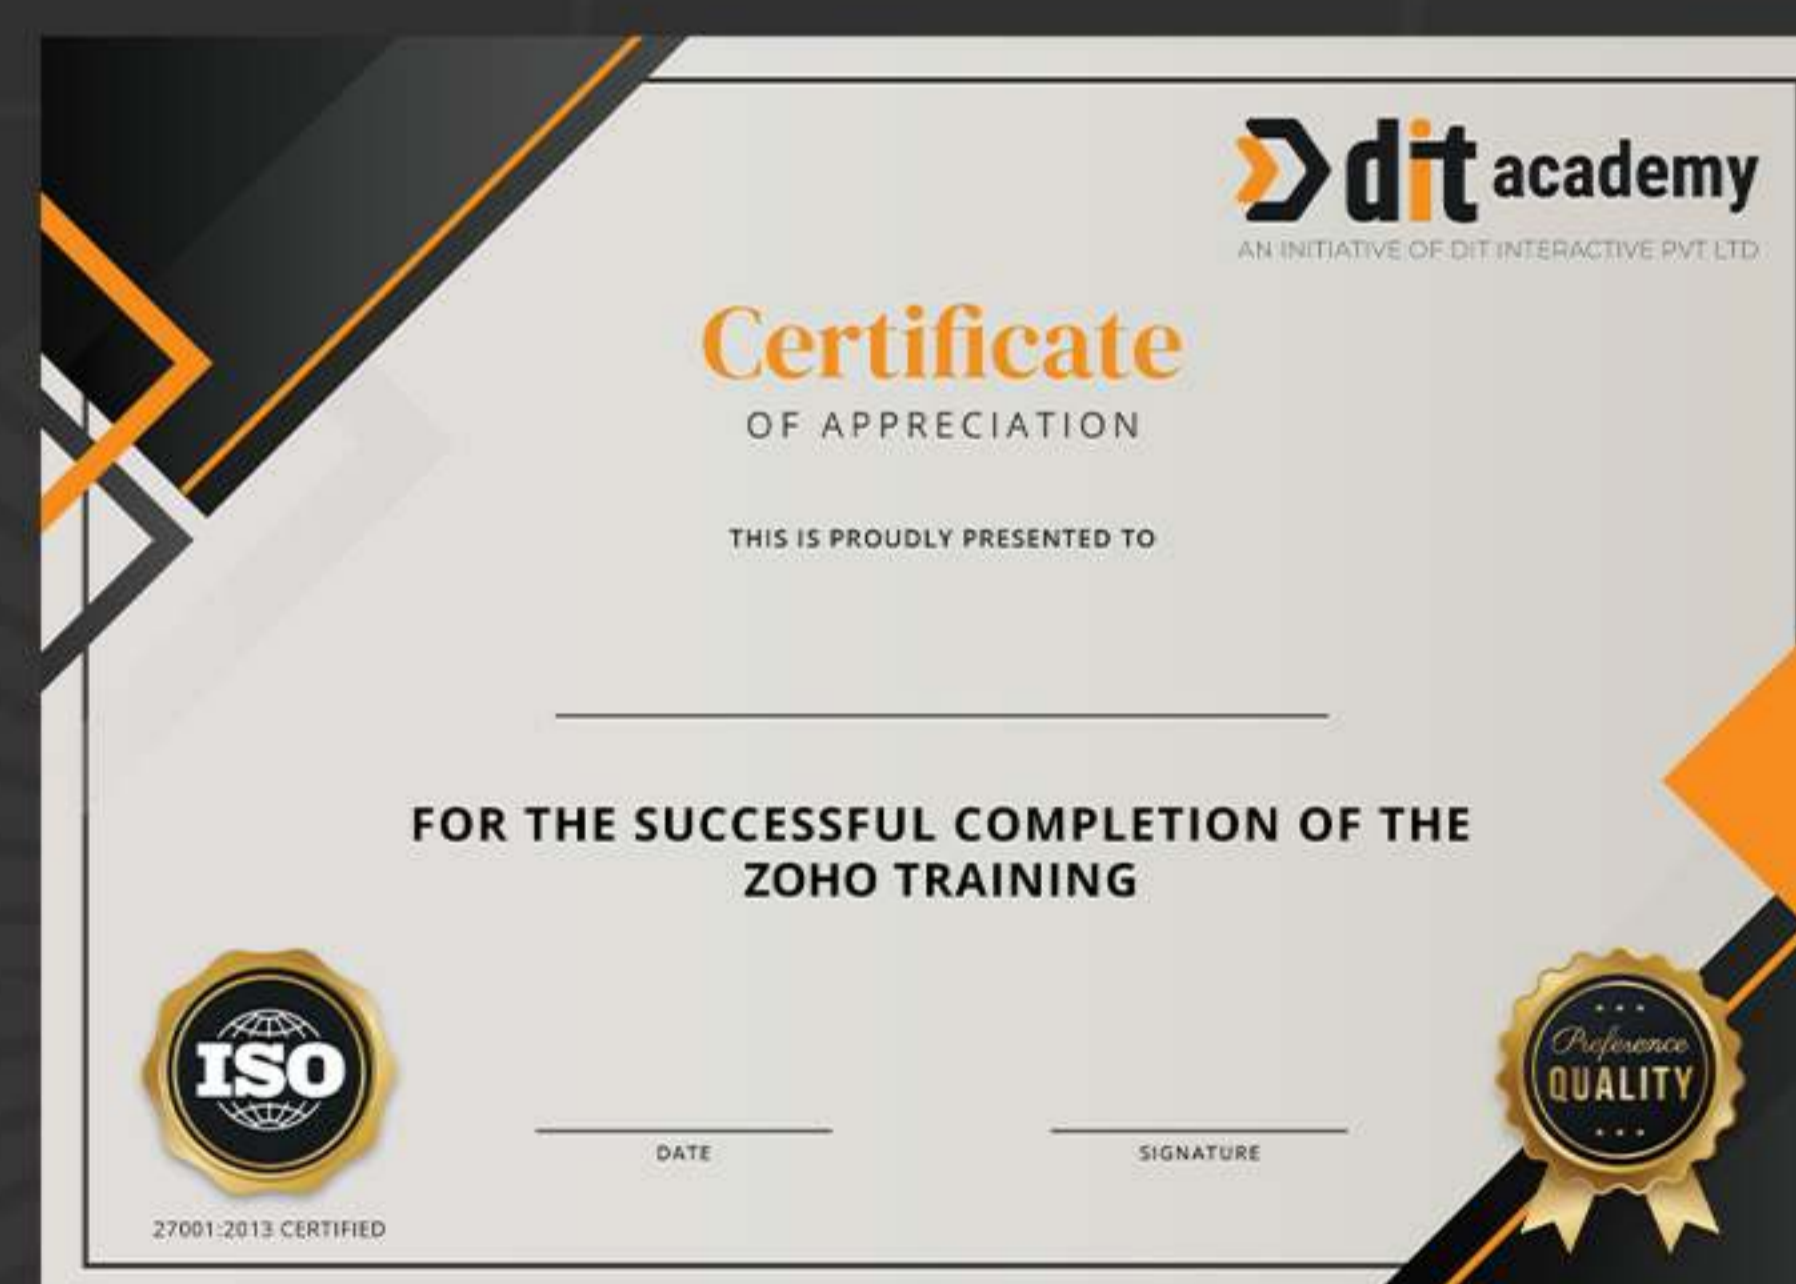 dit academy
AN INITIATIVE OF DIT INTERACTIVE PVT LTD
Certificate
OF APPRECIATION
THIS IS PROUDLY PRESENTED TO
FOR THE SUCCESSFUL COMPLETION OF THE
ZOHO TRAINING
ISO
27001:2013 CERTIFIED
DATE
SIGNATURE
Preference
QUALITY